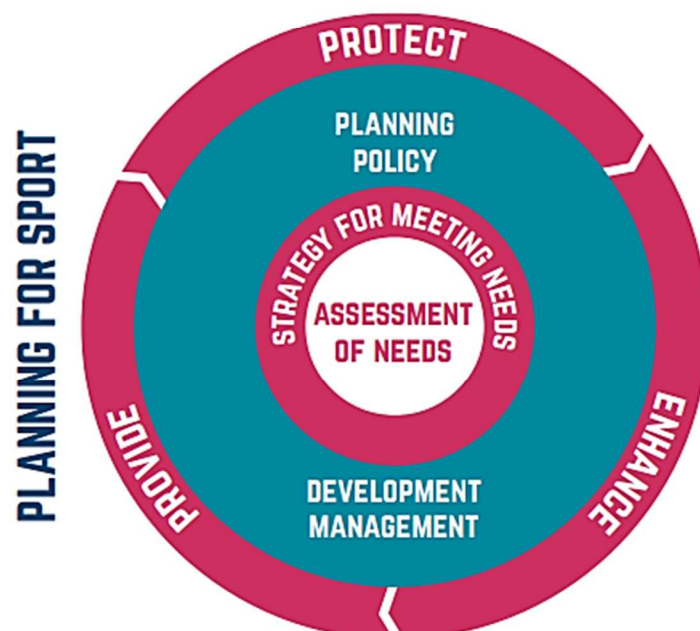 PLANNING FOR SPORT
PROTECT
PLANNING
POLICY
STRATEGY FOR MEETING NEEDS
ASSESSMENT
OF NEEDS
PROVIDE
ENHANCE
DEVELOPMENT
MANAGEMENT